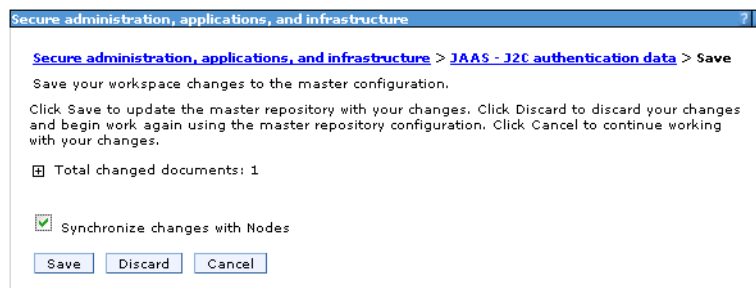 Secure administration, applications, and infrastructure ?
Secure administration, applications, and infrastructure > JAAS - J2C authentication data > Save
Save your workspace changes to the master configuration.
Click Save to update the master repository with your changes. Click Discard to discard your changes
and begin work again using the master repository configuration. Click Cancel to continue working
with your changes.
Total changed documents: 1
Synchronize changes with Nodes
Save Discard Cancel